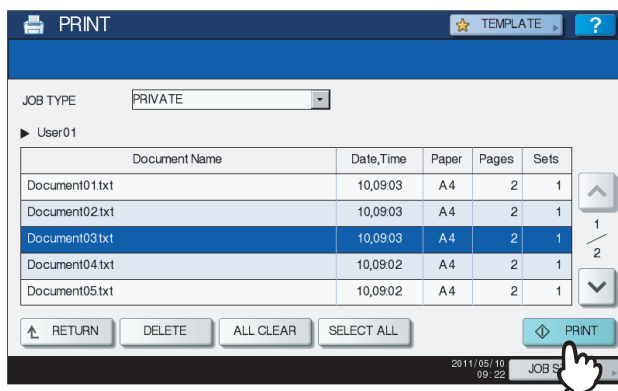 PRINT
TEMPLATE
?
JOB TYPE PRIVATE
User01
Document Name Date,Time Paper Pages Sets
Document01.txt 10,09:03 A4 2 1
Document02.txt 10,09:03 A4 2 1
Document03.txt 10,09:03 A4 2 1
Document04.txt 10,09:02 A4 2 1
Document05.txt 10,09:02 A4 2 1
1
2
RETURN DELETE ALL CLEAR SELECT ALL PRINT
2011/05/10
09:22
JOB